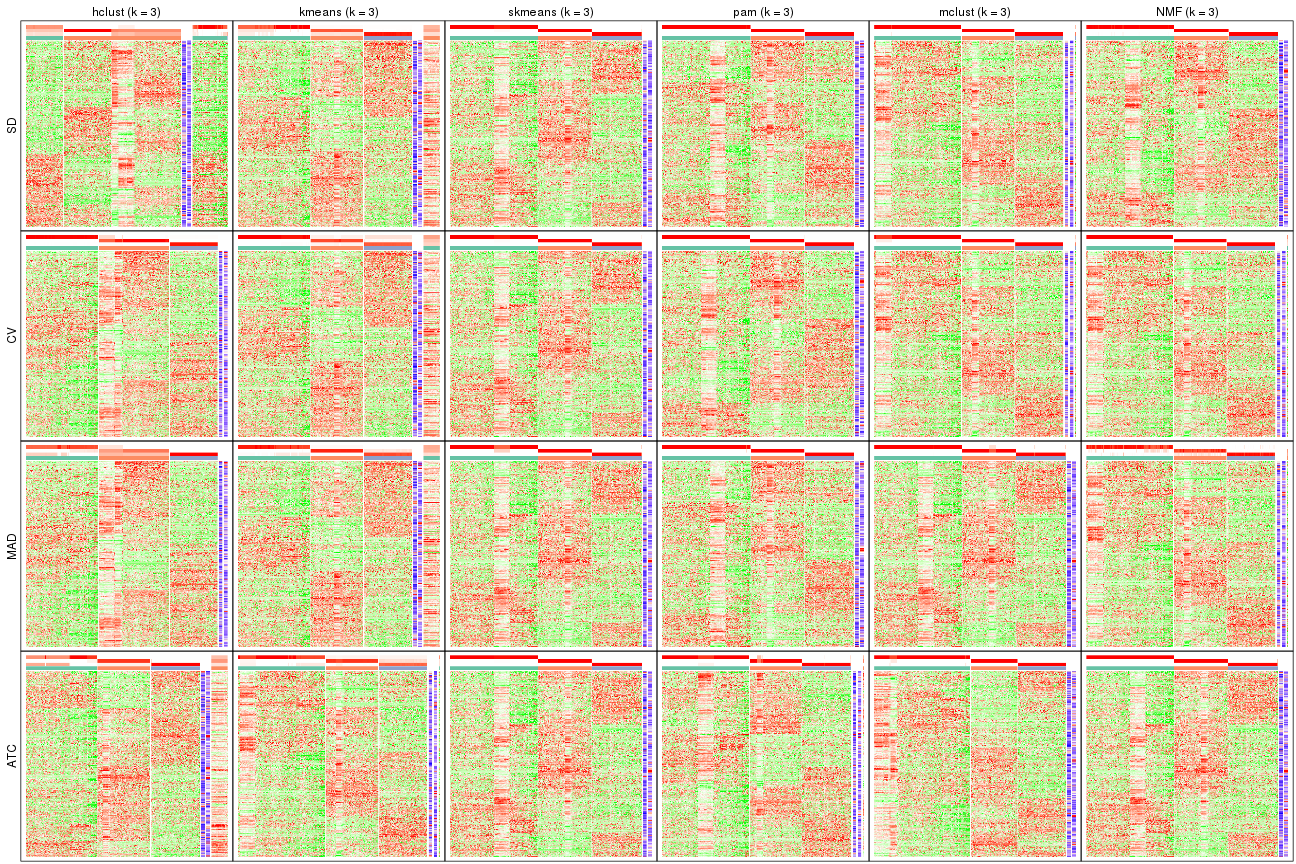 hclust (k = 3) kmeans (k = 3) skmeans (k = 3) pam (k = 3) mclust (k = 3) NMF (k = 3)
SD
CV
MAD
ATC